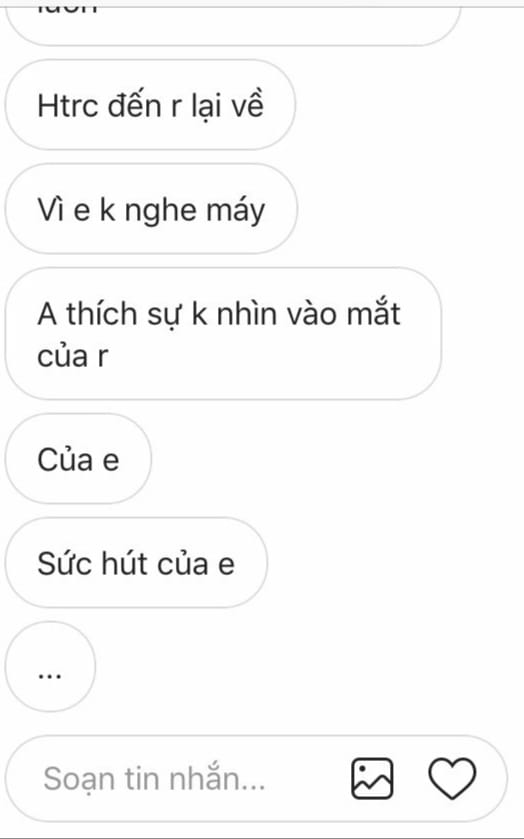 Htrc đến r lại về
Vì e k nghe máy
A thích sự k nhìn vào mắt
của r
Của e
Sức hút của e
...
Soạn tin nhắn...